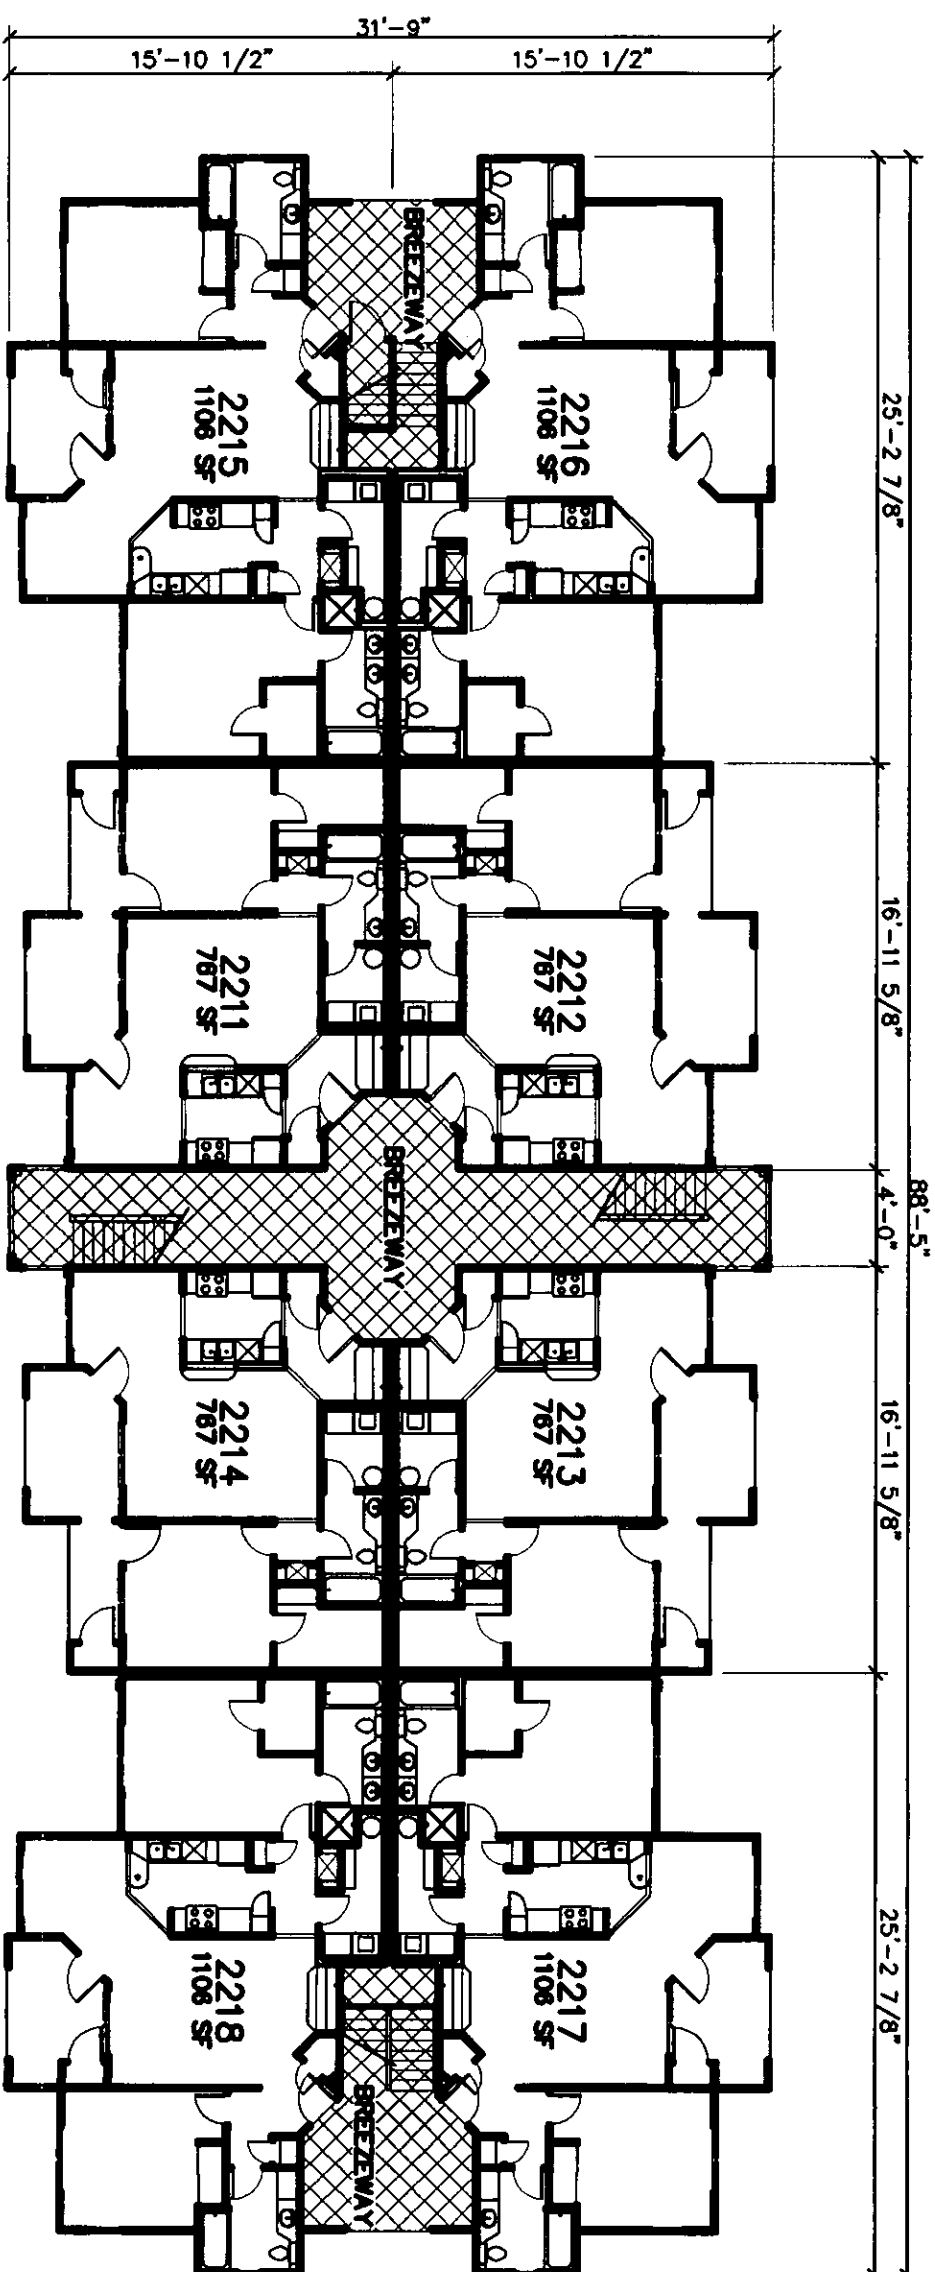 31'-9"
15'-10 1/2"
15'-10 1/2"
BREEZEWAY
2215
1106 SF
2216
1106 SF
25'-2 7/8"
2211
767 SF
2212
767 SF
16'-11 5/8"
BREEZEWAY
4'-0"
88'-5"
2214
767 SF
2213
767 SF
16'-11 5/8"
2218
1106 SF
2217
1106 SF
25'-2 7/8"
BREEZEWAY